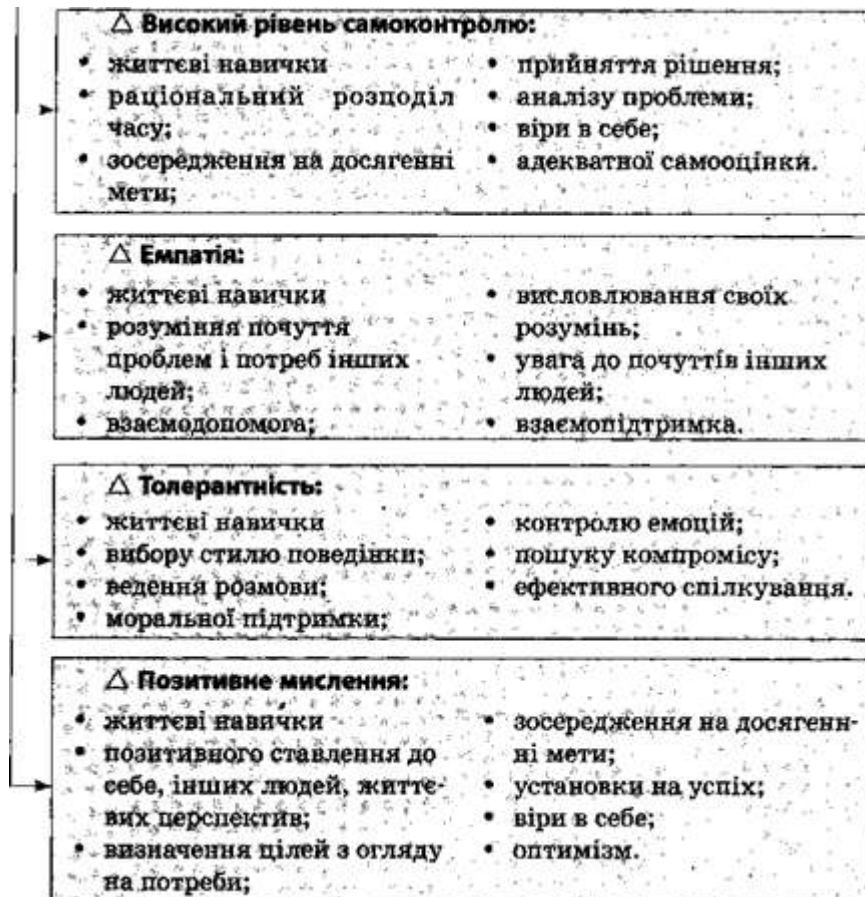 △ Високий рівень самоконтролю:
• життєві навички
• раціональний розподіл
часу;
• зосередження на досягенні
мети;
• прийняття рішення;
• аналізу проблеми;
• віри в себе;
• адекватної самооцінки.
△ Емпатія:
• життєві навички
• розуміння почуття
проблем і потреб інших
людей;
• взаємодопомога;
• висловлювання своїх
розумінь;
• увага до почуттів інших
людей;
• взаємопідтримка.
△ Толерантність:
• життєві навички
• вибору стилю поведінки;
• ведення розмови;
• моральної підтримки;
• контролю емоцій;
• пошуку компромісу;
• ефективного спілкування.
△ Позитивне мислення:
• життєві навички
• позитивного ставлення до
себе, інших людей, життє-
вих перспектив;
• визначення цілей з огляду
на потреби;
• зосередження на досягенн-
ні мети;
• установки на успіх;
• віри в себе;
• оптимізм.